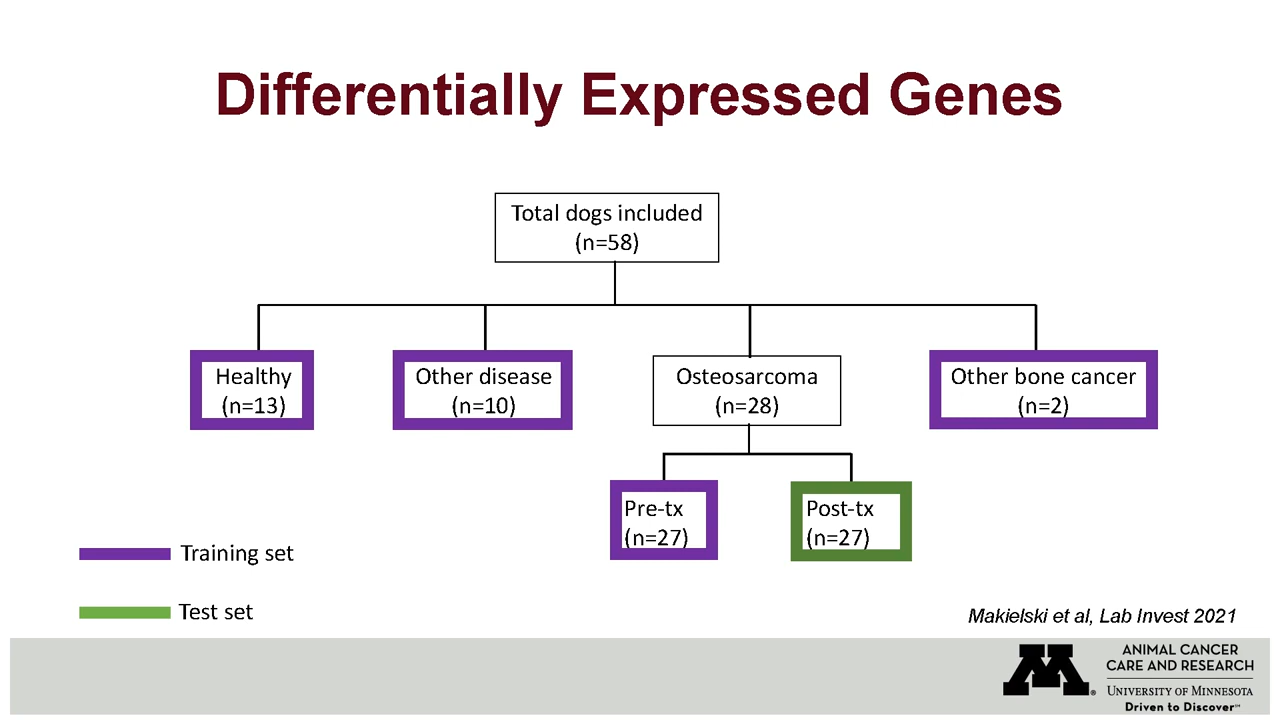 Differentially Expressed Genes
Total dogs included
(n=58)
Healthy
(n=13)
Other disease
(n=10)
Osteosarcoma
(n=28)
Other bone cancer
(n=2)
Pre-tx
(n=27)
Post-tx
(n=27)
Training set
Test set
Makielski et al, Lab Invest 2021
ANIMAL CANCER
CARE AND RESEARCH
UNIVERSITY OF MINNESOTA
Driven to Discover℠